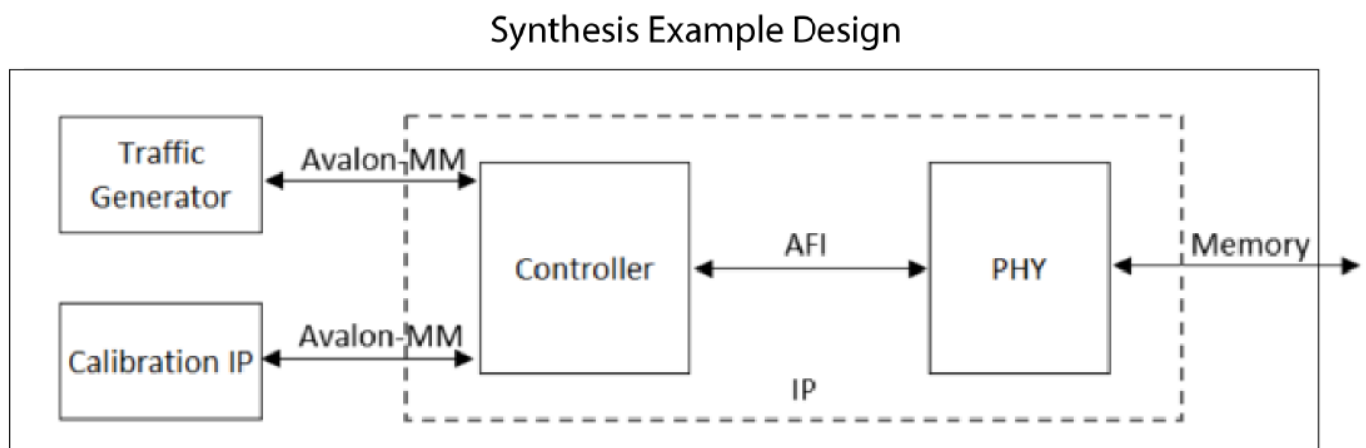 Synthesis Example Design
Traffic
Generator
Avalon-MM
Controller
AFI
PHY
Memory
Calibration IP
Avalon-MM
IP